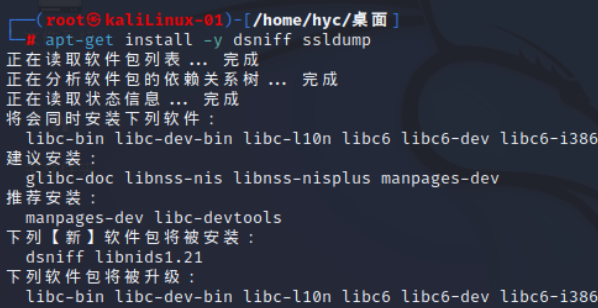 ┌──(root㉿kaliLinux-01)-[/home/hyc/桌面]
└─# apt-get install -y dsniff ssldump
正在读取软件包列表... 完成
正在分析软件包的依赖关系树... 完成
正在读取状态信息... 完成
将会同时安装下列软件：
  libc-bin libc-dev-bin libc-l10n libc6 libc6-dev libc6-i386
建议安装：
  glibc-doc libnss-nis libnss-nisplus manpages-dev
推荐安装：
  manpages-dev libc-devtools
下列【新】软件包将被安装：
  dsniff libnids1.21
下列软件包将被升级：
  libc-bin libc-dev-bin libc-l10n libc6 libc6-dev libc6-i386